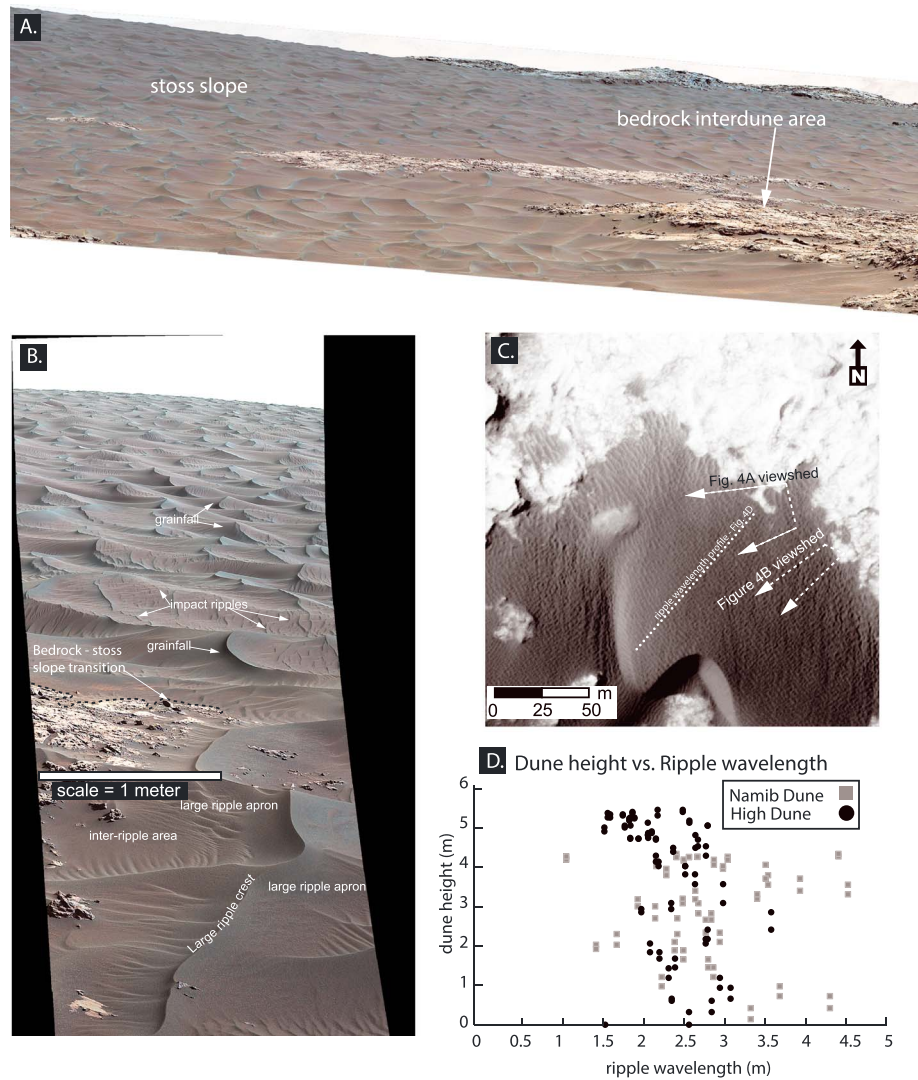 A.
stoss slope
bedrock interdune area
B.
grainfall
impact ripples
grainfall
Bedrock - stoss
slope transition
scale = 1 meter
large ripple apron
inter-ripple area
large ripple apron
Large ripple crest
C.
N
Fig. 4A viewshed
ripple wavelength profile - Fig. 4D
Figure 4B viewshed
m
0 25 50
D. Dune height vs. Ripple wavelength
Namib Dune
High Dune
dune height (m)
6
5
4
3
2
1
0
0 0.5 1 1.5 2 2.5 3 3.5 4 4.5 5
ripple wavelength (m)